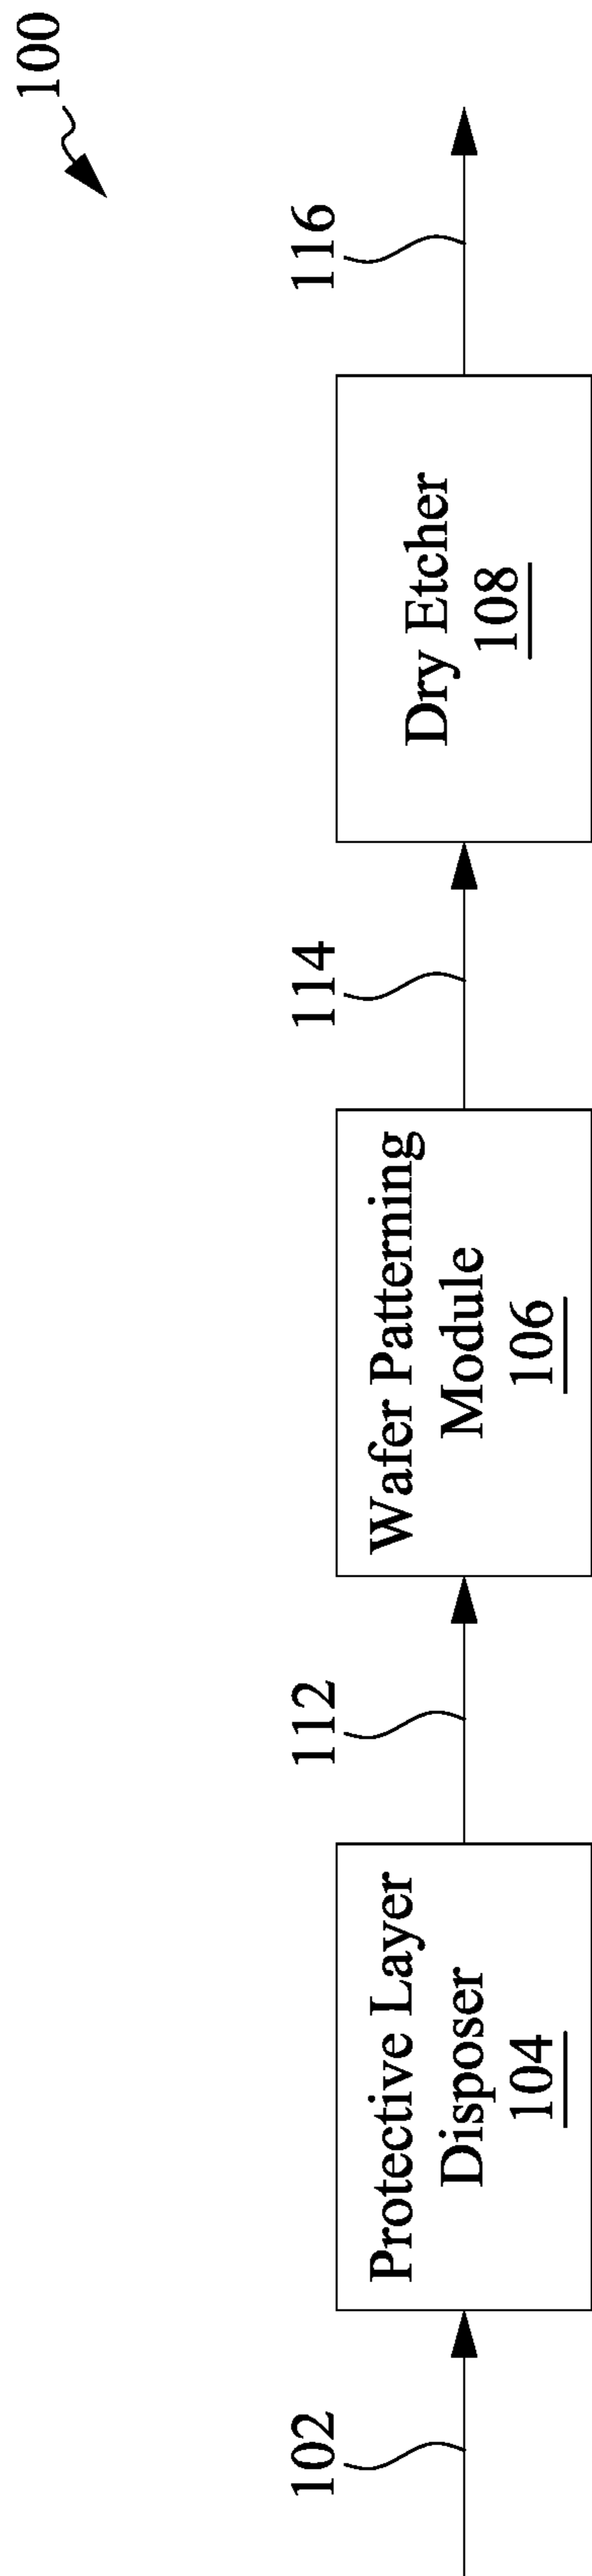 100
102
Protective Layer
Disposer
104
112
Wafer Patterning
Module
106
114
Dry Etcher
108
116